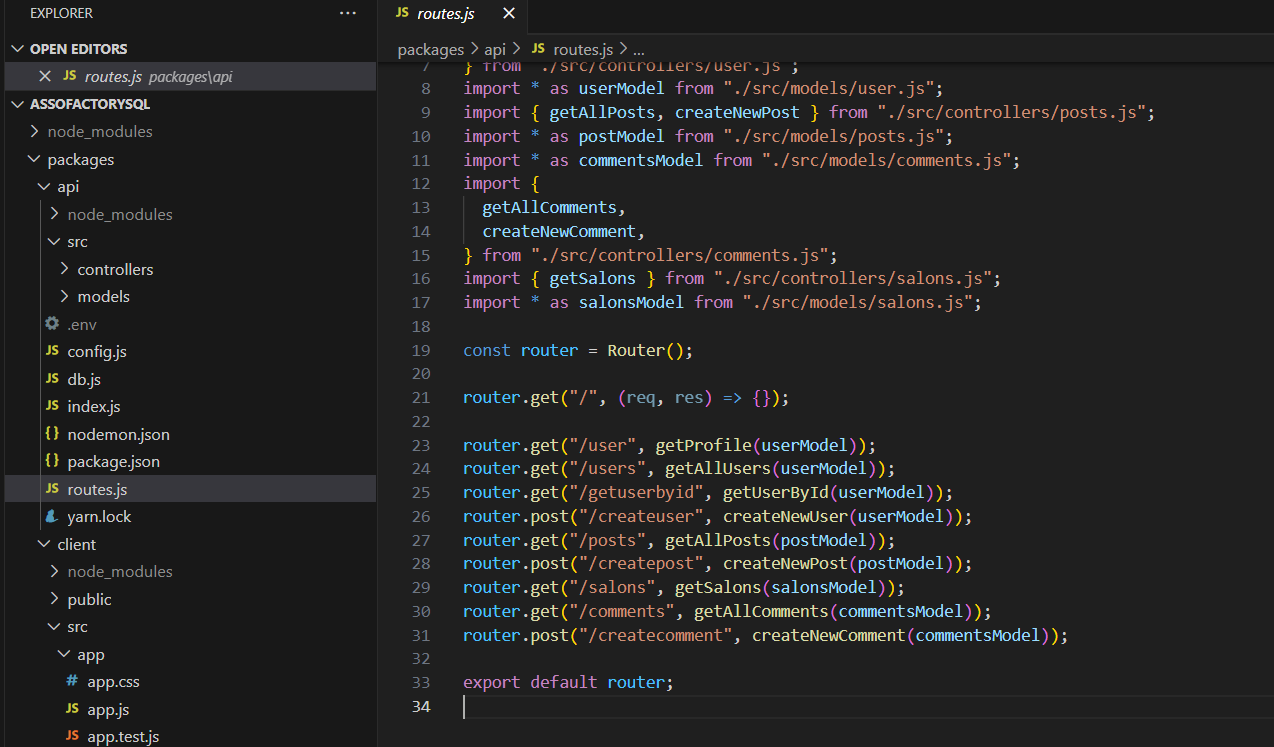 EXPLORER ...
OPEN EDITORS
JS routes.js packages\api
ASSOFACTORYSQL
node_modules
packages
api
node_modules
src
controllers
models
.env
JS config.js
JS db.js
JS index.js
{} nodemon.json
{} package.json
JS routes.js
yarn.lock
client
node_modules
public
src
app
# app.css
JS app.js
JS app.test.js
JS routes.js
packages > api > JS routes.js > ...
7 } from "./src/controllers/user.js";
8 import * as userModel from "./src/models/user.js";
9 import { getAllPosts, createNewPost } from "./src/controllers/posts.js";
10 import * as postModel from "./src/models/posts.js";
11 import * as commentsModel from "./src/models/comments.js";
12 import {
13 getAllComments,
14 createNewComment,
15 } from "./src/controllers/comments.js";
16 import { getSalons } from "./src/controllers/salons.js";
17 import * as salonsModel from "./src/models/salons.js";
18
19 const router = Router();
20
21 router.get("/", (req, res) => {});
22
23 router.get("/user", getProfile(userModel));
24 router.get("/users", getAllUsers(userModel));
25 router.get("/getuserbyid", getUserById(userModel));
26 router.post("/createuser", createNewUser(userModel));
27 router.get("/posts", getAllPosts(postModel));
28 router.post("/createpost", createNewPost(postModel));
29 router.get("/salons", getSalons(salonsModel));
30 router.get("/comments", getAllComments(commentsModel));
31 router.post("/createcomment", createNewComment(commentsModel));
32
33 export default router;
34